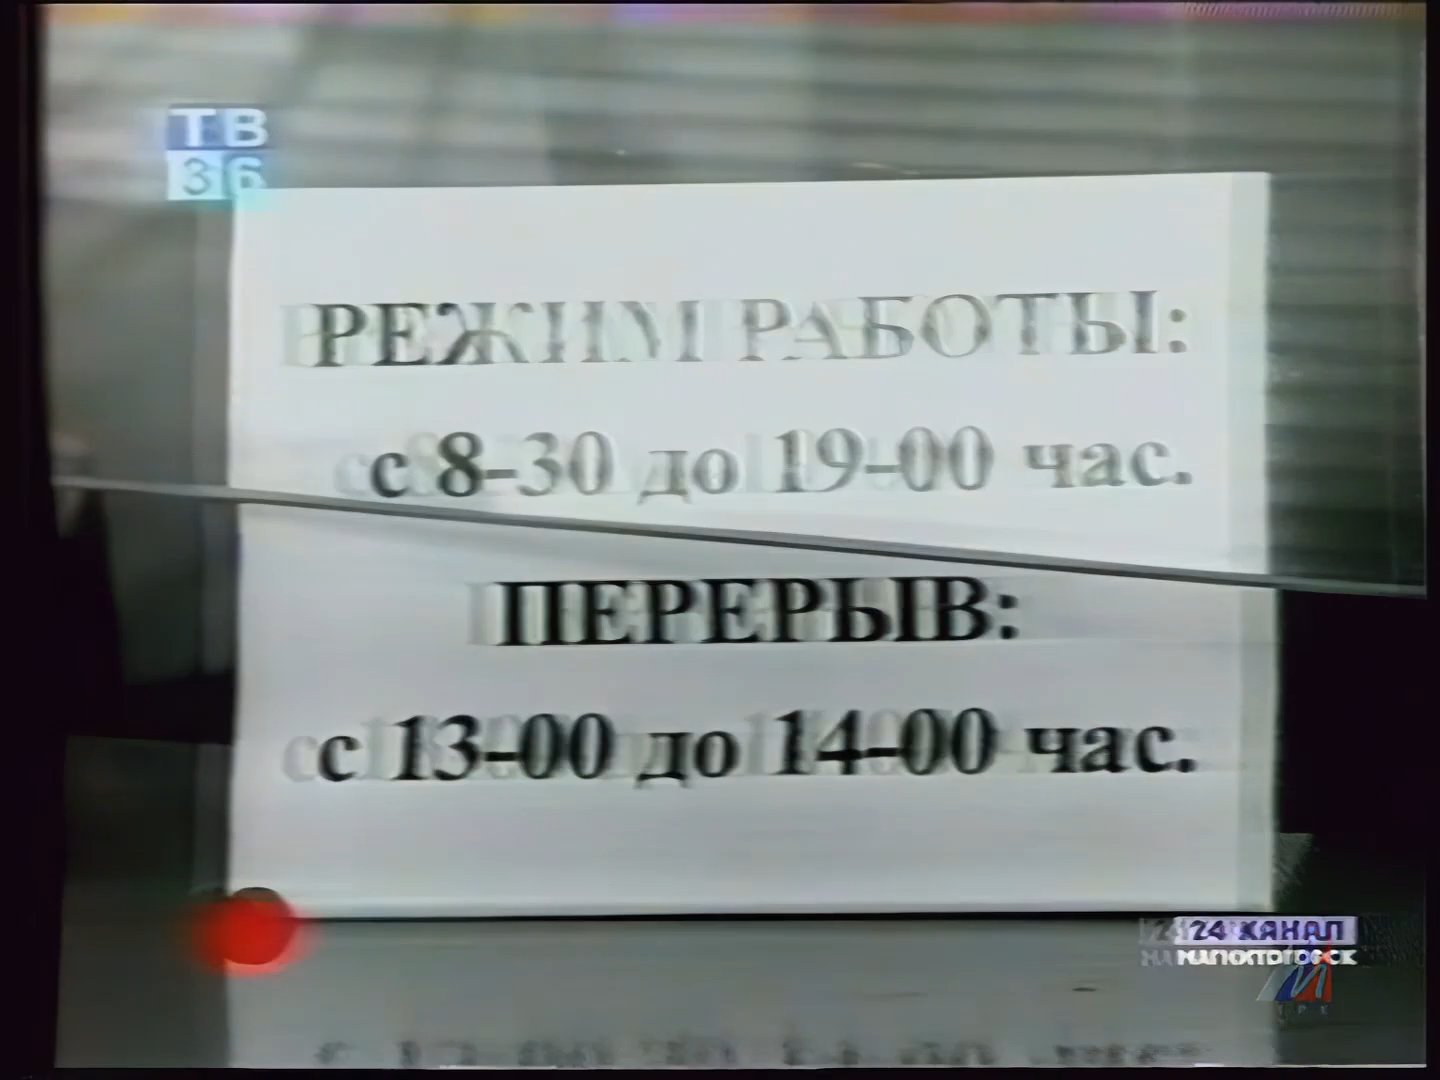 ТВ
36
РЕЖИМ РАБОТЫ:
с 8-30 до 19-00 час.
ПЕРЕРЫВ:
с 13-00 до 14-00 час.
24 КАНАЛ